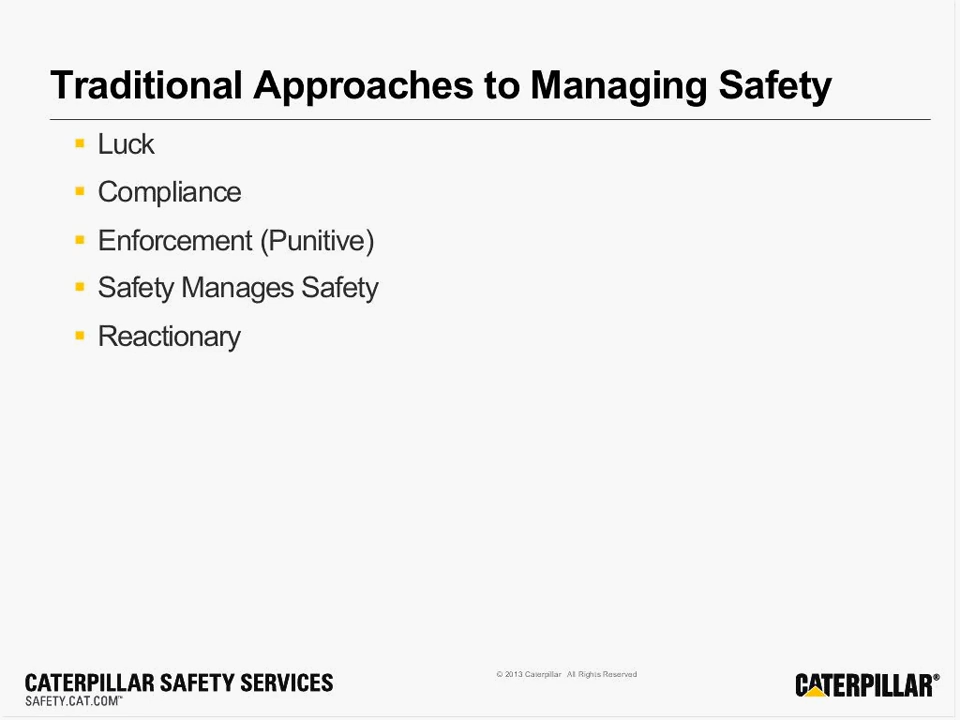 Traditional Approaches to Managing Safety
Luck
Compliance
Enforcement (Punitive)
Safety Manages Safety
Reactionary
© 2013 Caterpillar All Rights Reserved
CATERPILLAR SAFETY SERVICES
SAFETY.CAT.COM™
CATERPILLAR®